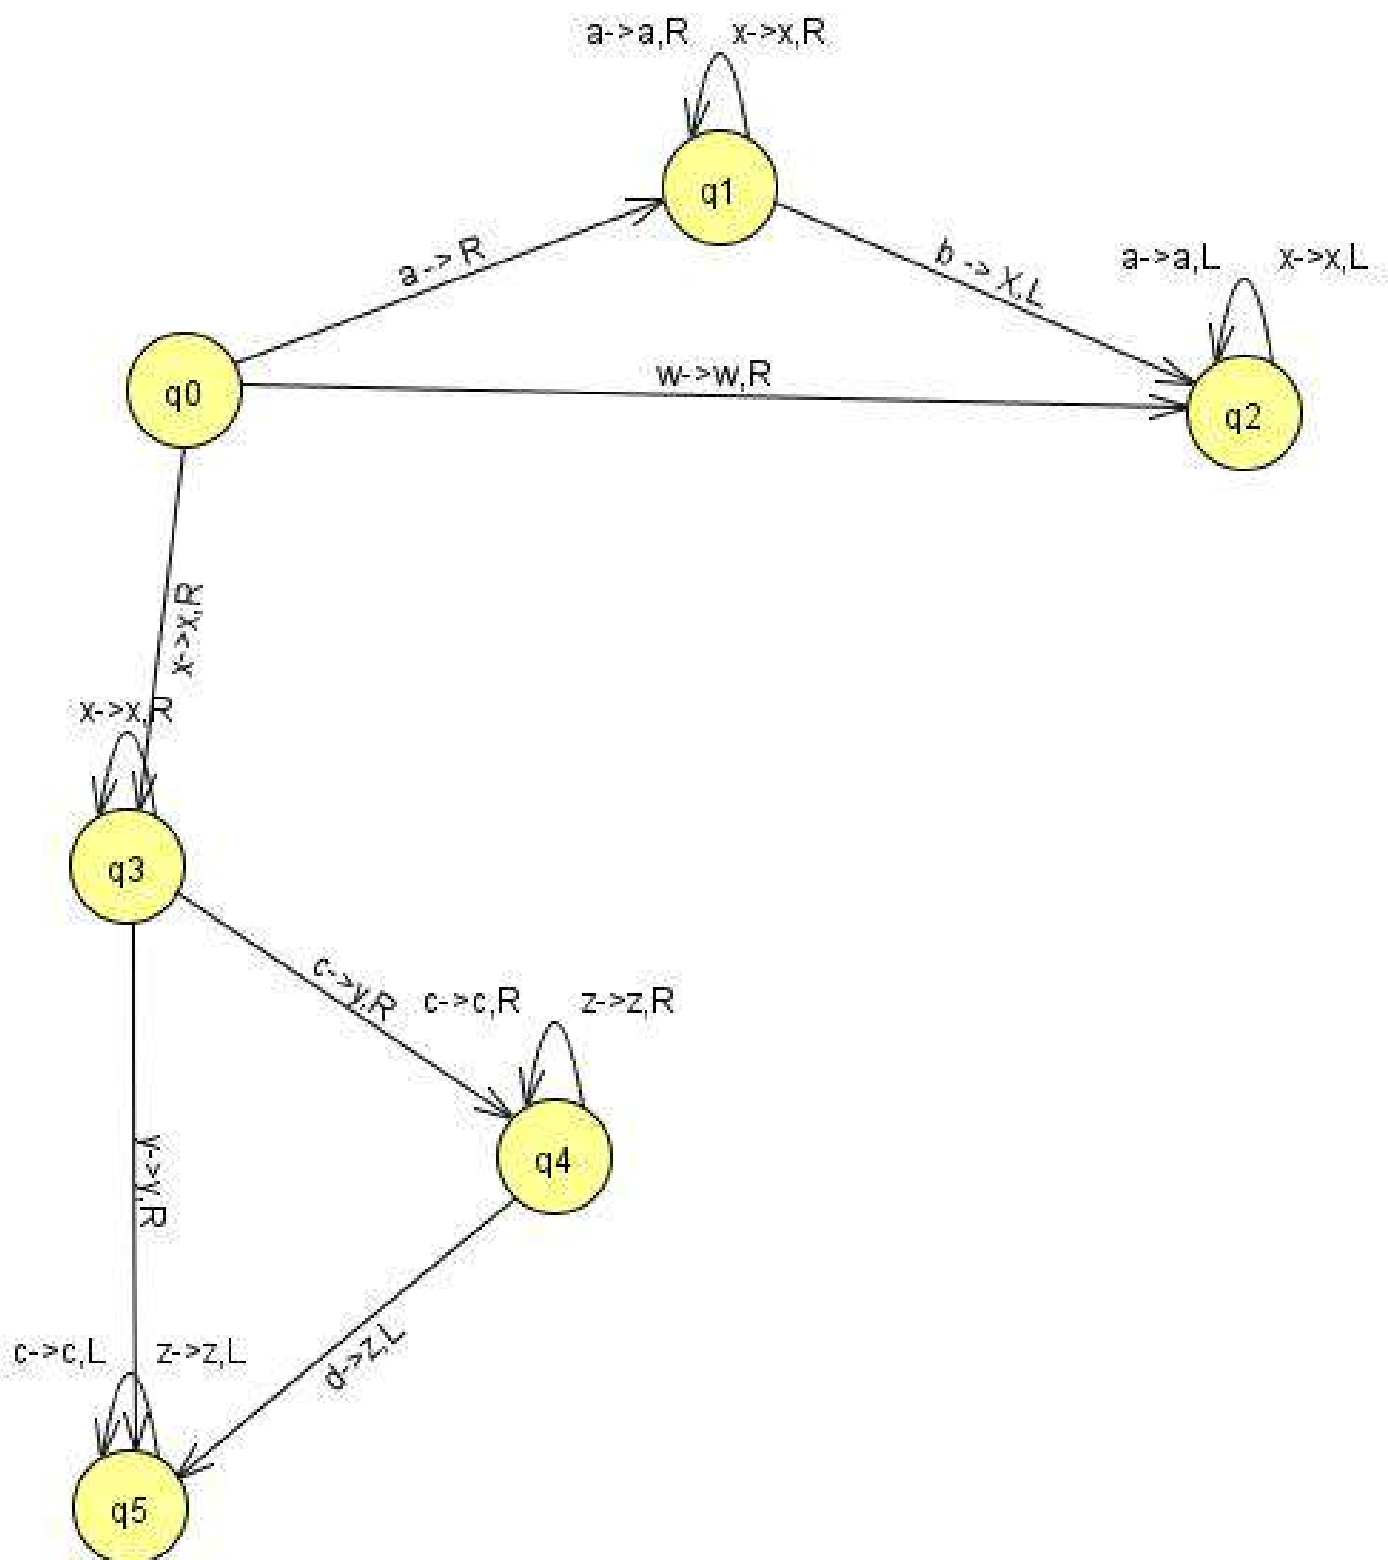 a->a,R x->x,R
q1
a -> R
b -> X,L
a->a,L x->x,L
w->w,R
q0
q2
x->x,R
x->x,R
q3
c->y,R
c->c,R z->z,R
q4
y->y,R
d->z,L
c->c,L z->z,L
q5